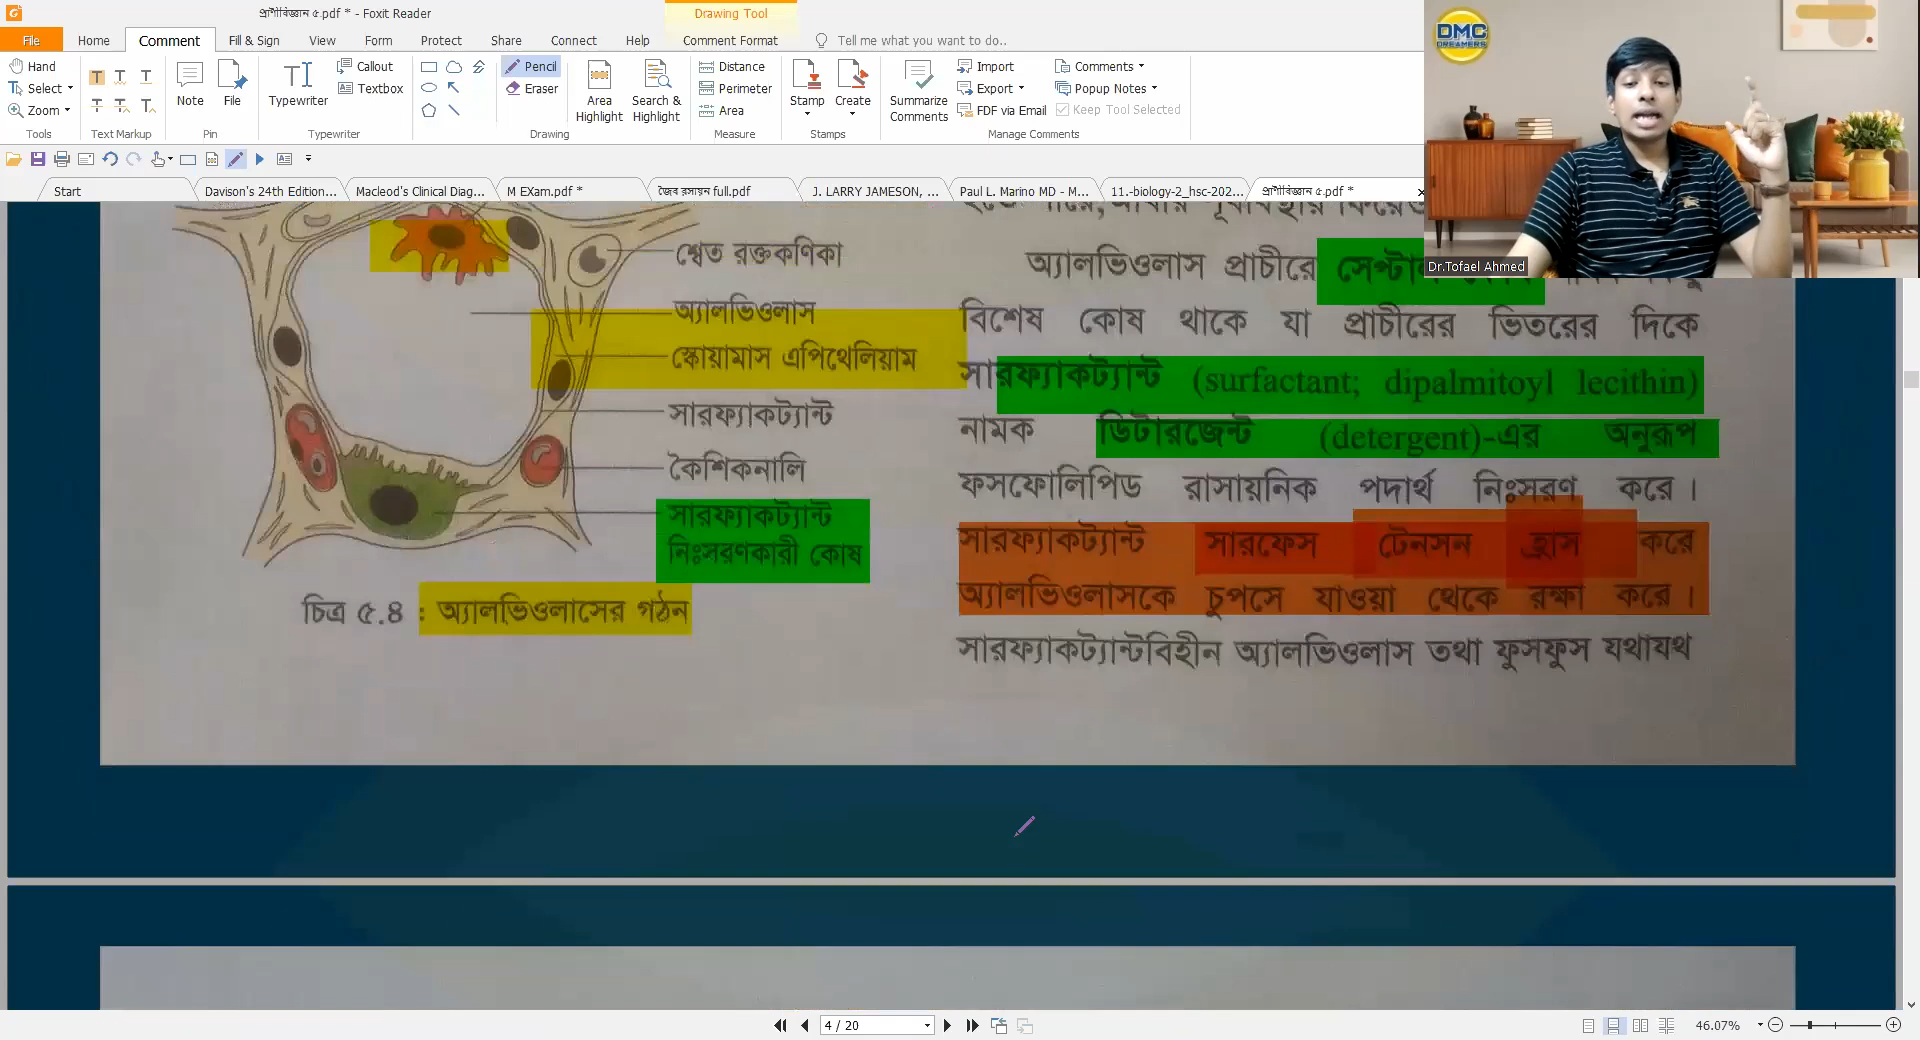 প্রাণীবিজ্ঞান ৫.pdf * - Foxit Reader
Drawing Tool
File Home Comment Fill & Sign View Form Protect Share Connect Help Comment Format Tell me what you want to do..
Hand
Select
Zoom
Tools
Text Markup
Note
File
Pin
Typewriter
Callout
Textbox
Typewriter
Pencil
Eraser
Area Highlight
Search & Highlight
Drawing
Distance
Perimeter
Area
Measure
Stamp
Create
Stamps
Summarize Comments
Import
Export
FDF via Email
Comments
Popup Notes
Keep Tool Selected
Manage Comments
DMC
DREAMERS
Dr.Tofael Ahmed
Start
Davison's 24th Edition...
Macleod's Clinical Diag...
M EXam.pdf *
জৈব রসায়ন full.pdf
J. LARRY JAMESON, ...
Paul L. Marino MD - M...
11.-biology-2_hsc-202...
প্রাণীবিজ্ঞান ৫.pdf *
শ্বেত রক্তকণিকা
অ্যালভিওলাস
স্কোয়ামাস এপিথেলিয়াম
সারফ্যাকট্যান্ট
কৈশিকনালি
সারফ্যাকট্যান্ট
নিঃসরণকারী কোষ
চিত্র ৫.৪ : অ্যালভিওলাসের গঠন
অ্যালভিওলাস প্রাচীরে
বিশেষ কোষ থাকে যা প্রাচীরের ভিতরের দিকে
সারফ্যাকট্যান্ট (surfactant; dipalmitoyl lecithin)
নামক ডিটারজেন্ট (detergent)-এর অনুরূপ
ফসফোলিপিড রাসায়নিক পদার্থ নিঃসরণ করে।
সারফ্যাকট্যান্ট সারফেস টেনসন হ্রাস করে
অ্যালভিওলাসকে চুপসে যাওয়া থেকে রক্ষা করে।
সারফ্যাকট্যান্টবিহীন অ্যালভিওলাস তথা ফুসফুস যথাযথ
4 / 20
46.07%